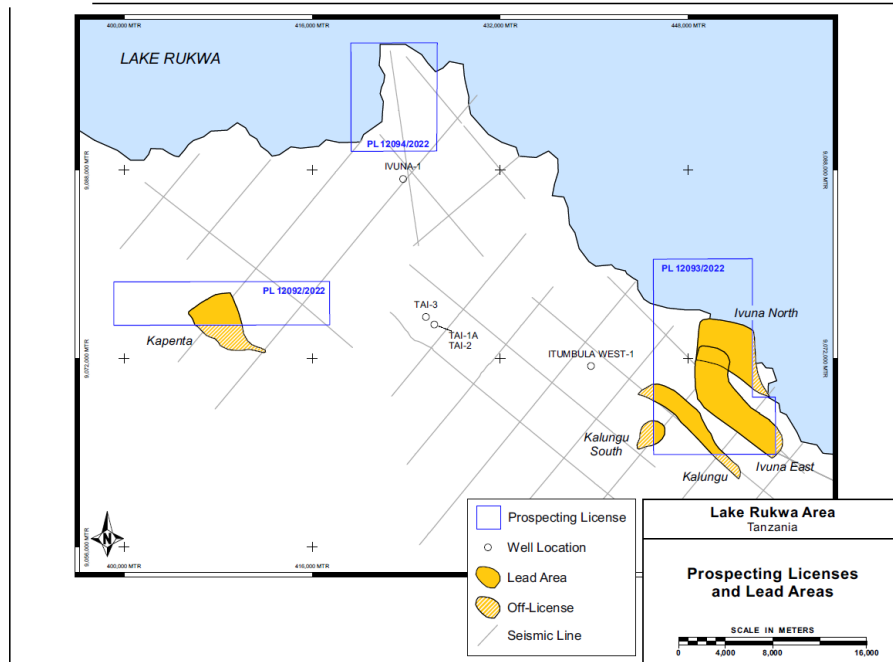 400,000 MTR
416,000 MTR
432,000 MTR
448,000 MTR
LAKE RUKWA
PL 12094/2022
IVUNA-1
9,088,000 MTR
9,088,000 MTR
PL 12093/2022
PL 12092/2022
Ivuna North
TAI-3
Kapenta
TAI-1A
TAI-2
ITUMBULA WEST-1
9,072,000 MTR
9,072,000 MTR
Kalungu
South
Ivuna East
Kalungu
N
9,056,000 MTR
400,000 MTR
416,000 MTR
Prospecting License
Well Location
Lead Area
Off-License
Seismic Line
Lake Rukwa Area
Tanzania
Prospecting Licenses
and Lead Areas
SCALE IN METERS
0 4,000 8,000 16,000